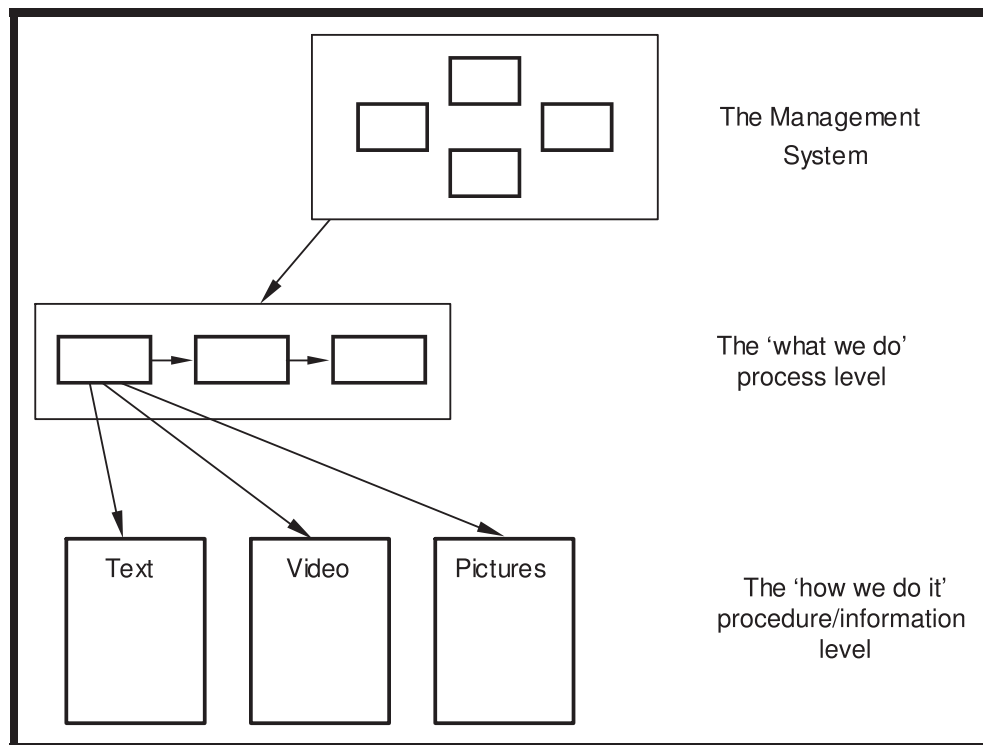 The Management
System
The ‘what we do’
process level
Text
Video
Pictures
The ‘how we do it’
procedure/information
level